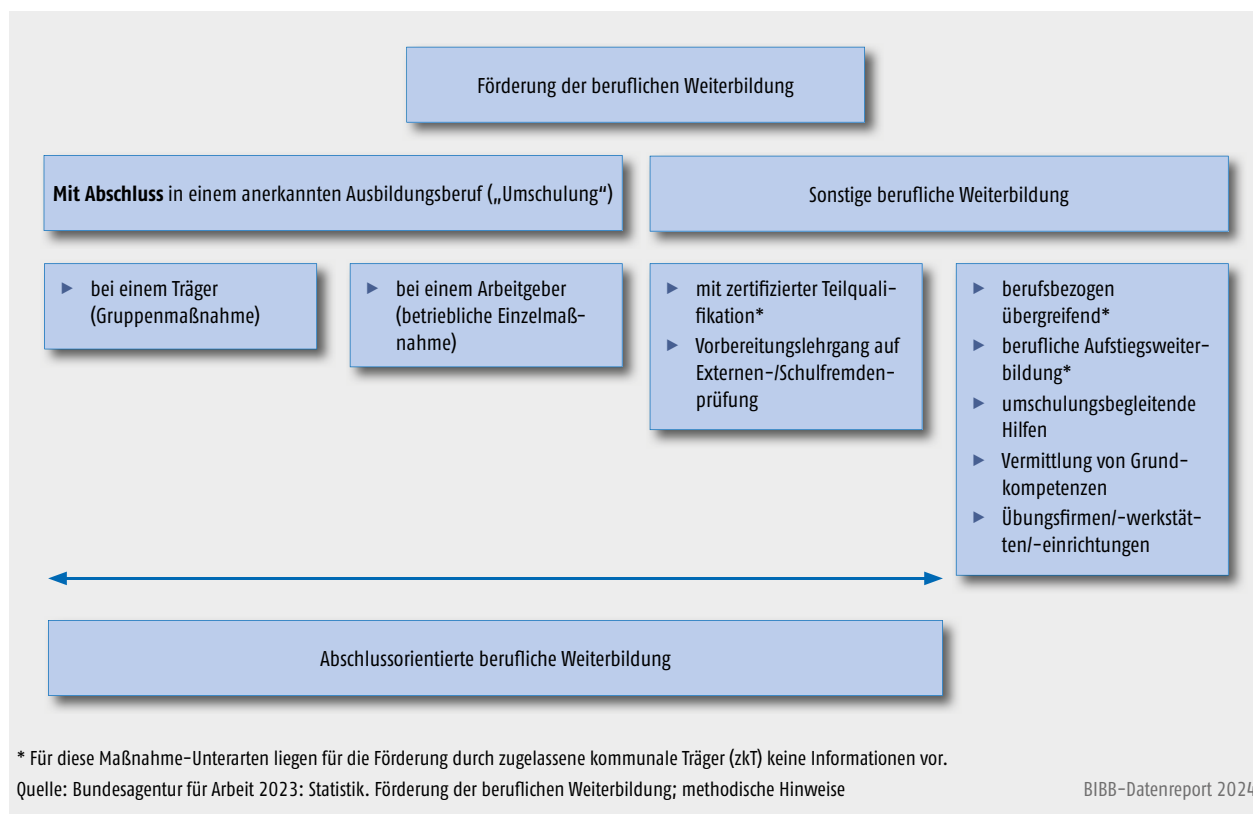 Förderung der beruflichen Weiterbildung
Mit Abschluss in einem anerkannten Ausbildungsberuf („Umschulung“)
Sonstige berufliche Weiterbildung
► bei einem Träger
(Gruppenmaßnahme)
► bei einem Arbeitgeber
(betriebliche Einzelmaß-
nahme)
► mit zertifizierter Teilquali-
fikation*
► Vorbereitungslehrgang auf
Externen-/Schulfremden-
prüfung
► berufsbezogen
übergreifend*
► berufliche Aufstiegsweiter-
bildung*
► umschulungsbegleitende
Hilfen
► Vermittlung von Grund-
kompetenzen
► Übungsfirmen/-werkstät-
ten/-einrichtungen
Abschlussorientierte berufliche Weiterbildung
* Für diese Maßnahme-Unterarten liegen für die Förderung durch zugelassene kommunale Träger (zkT) keine Informationen vor.
Quelle: Bundesagentur für Arbeit 2023: Statistik. Förderung der beruflichen Weiterbildung; methodische Hinweise
BIBB-Datenreport 2024